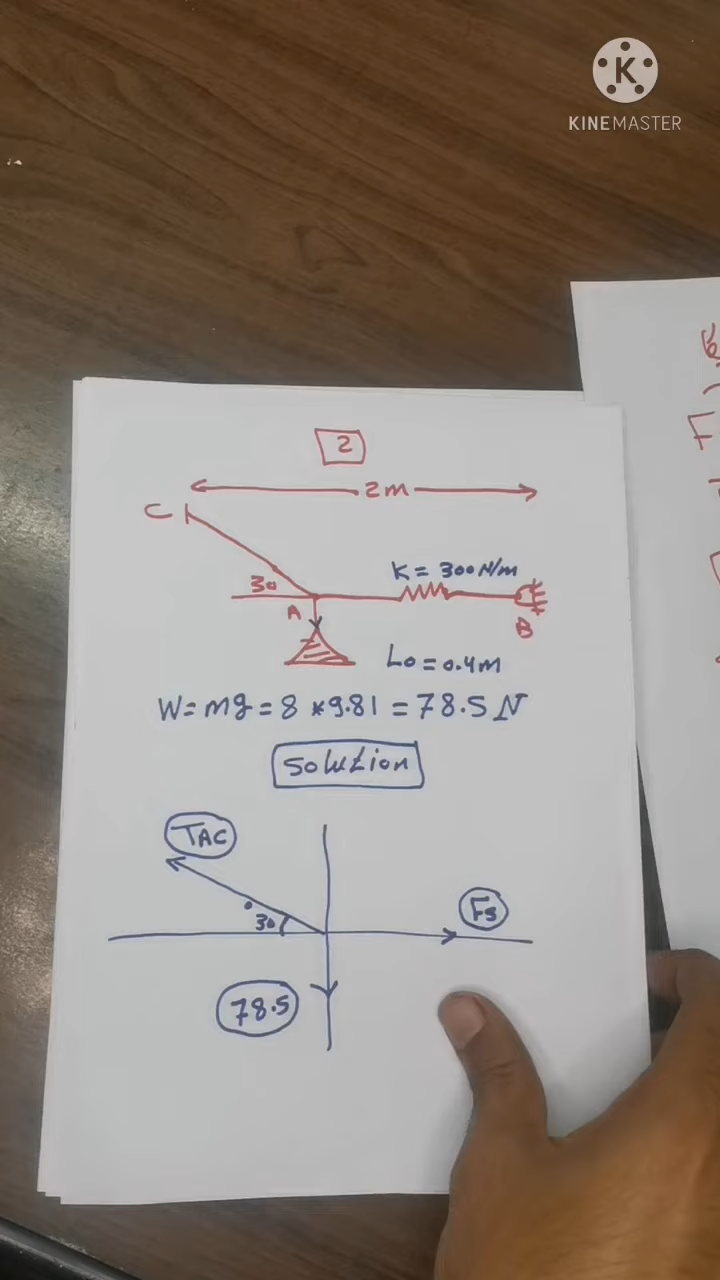 K
KINEMASTER
2
2m
C
30
K = 300 N/m
A
B
Lo = 0.4m
W = mg = 8 * 9.81 = 78.5 N
Solution
TAC
30°
Fs
78.5
F